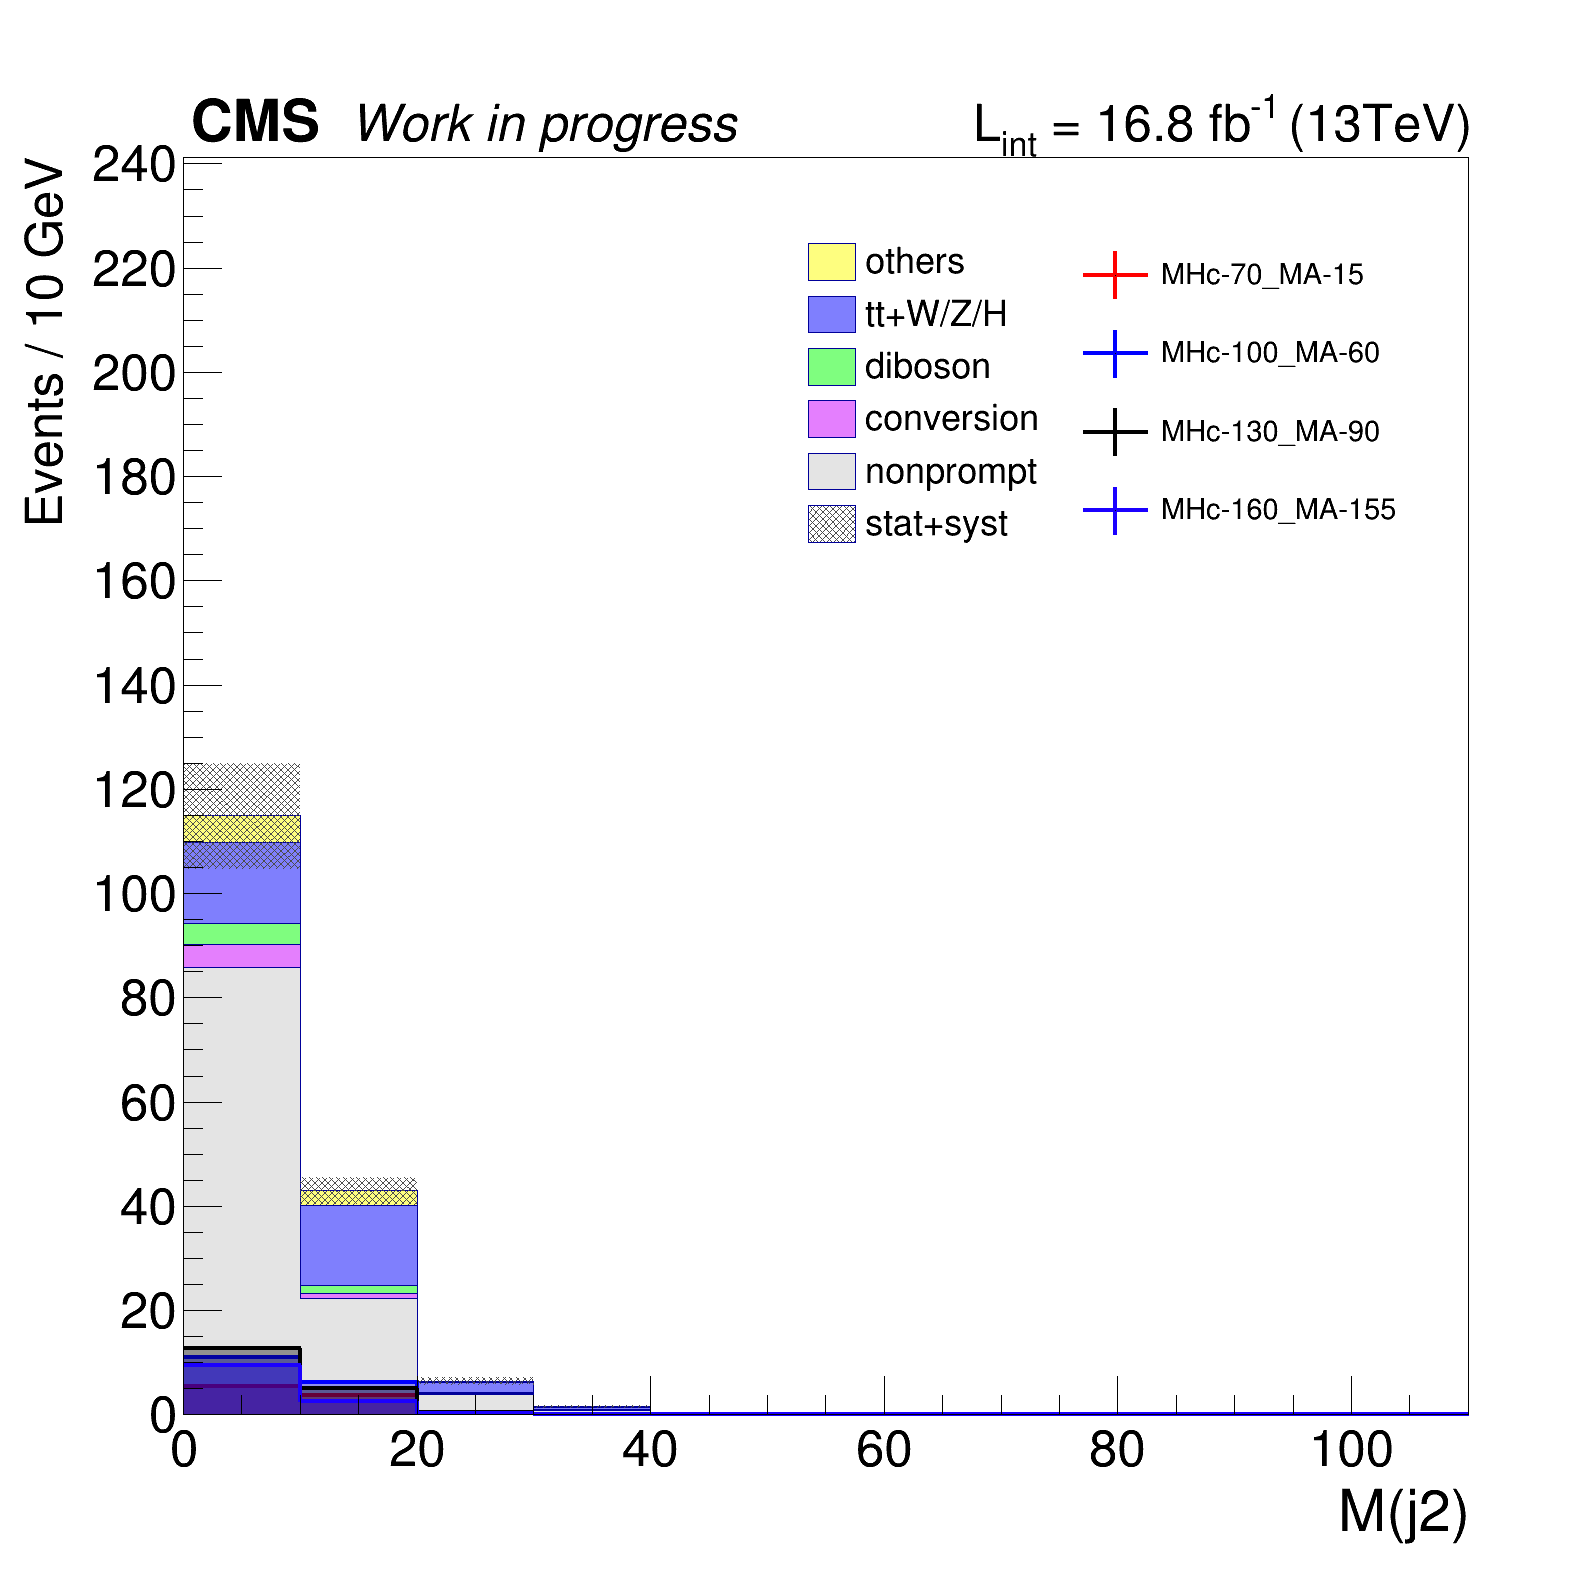 CMS Work in progress
L_int = 16.8 fb^-1 (13TeV)
Events / 10 GeV
240
220
200
180
160
140
120
100
80
60
40
20
0
others
tt+W/Z/H
diboson
conversion
nonprompt
stat+syst
MHc-70_MA-15
MHc-100_MA-60
MHc-130_MA-90
MHc-160_MA-155
0 20 40 60 80 100
M(j2)